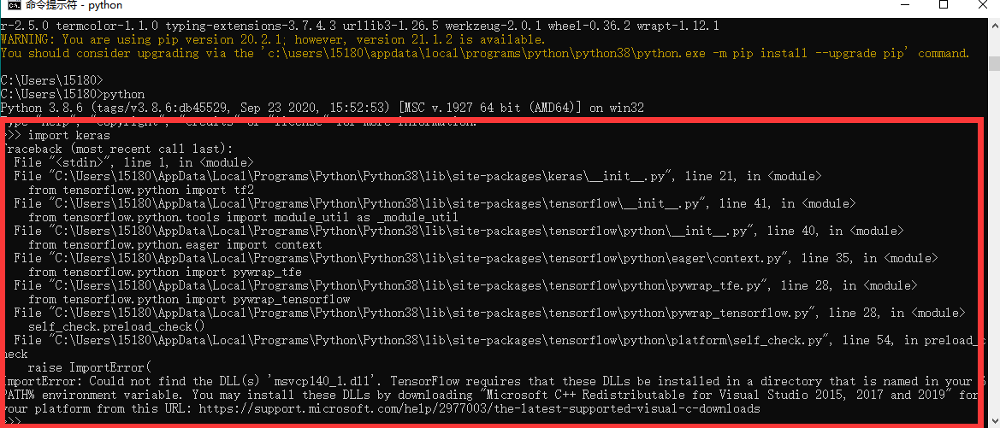 命令提示符 - python
r-2.5.0 termcolor-1.1.0 typing-extensions-3.7.4.3 urllib3-1.26.5 werkzeug-2.0.1 wheel-0.36.2 wrapt-1.12.1
WARNING: You are using pip version 20.2.1; however, version 21.1.2 is available.
You should consider upgrading via the 'c:\users\15180\appdata\local\programs\python\python38\python.exe -m pip install --upgrade pip' command.
C:\Users\15180>
C:\Users\15180>python
Python 3.8.6 (tags/v3.8.6:db45529, Sep 23 2020, 15:52:53) [MSC v.1927 64 bit (AMD64)] on win32
Type "help", "copyright", "credits" or "license" for more information.
>>> import keras
Traceback (most recent call last):
File "<stdin>", line 1, in <module>
File "C:\Users\15180\AppData\Local\Programs\Python\Python38\lib\site-packages\keras\__init__.py", line 21, in <module>
from tensorflow.python import tf2
File "C:\Users\15180\AppData\Local\Programs\Python\Python38\lib\site-packages\tensorflow\__init__.py", line 41, in <module>
from tensorflow.python.tools import module_util as _module_util
File "C:\Users\15180\AppData\Local\Programs\Python\Python38\lib\site-packages\tensorflow\python\__init__.py", line 40, in <module>
from tensorflow.python.eager import context
File "C:\Users\15180\AppData\Local\Programs\Python\Python38\lib\site-packages\tensorflow\python\eager\context.py", line 35, in <module>
from tensorflow.python import pywrap_tfe
File "C:\Users\15180\AppData\Local\Programs\Python\Python38\lib\site-packages\tensorflow\python\pywrap_tfe.py", line 28, in <module>
from tensorflow.python import pywrap_tensorflow
File "C:\Users\15180\AppData\Local\Programs\Python\Python38\lib\site-packages\tensorflow\python\pywrap_tensorflow.py", line 28, in <module>
self_check.preload_check()
File "C:\Users\15180\AppData\Local\Programs\Python\Python38\lib\site-packages\tensorflow\python\platform\self_check.py", line 54, in preload_c
heck
raise ImportError(
ImportError: Could not find the DLL(s) 'msvcp140_1.dll'. TensorFlow requires that these DLLs be installed in a directory that is named in your %
PATH% environment variable. You may install these DLLs by downloading "Microsoft C++ Redistributable for Visual Studio 2015, 2017 and 2019" for
your platform from this URL: https://support.microsoft.com/help/2977003/the-latest-supported-visual-c-downloads
>>>